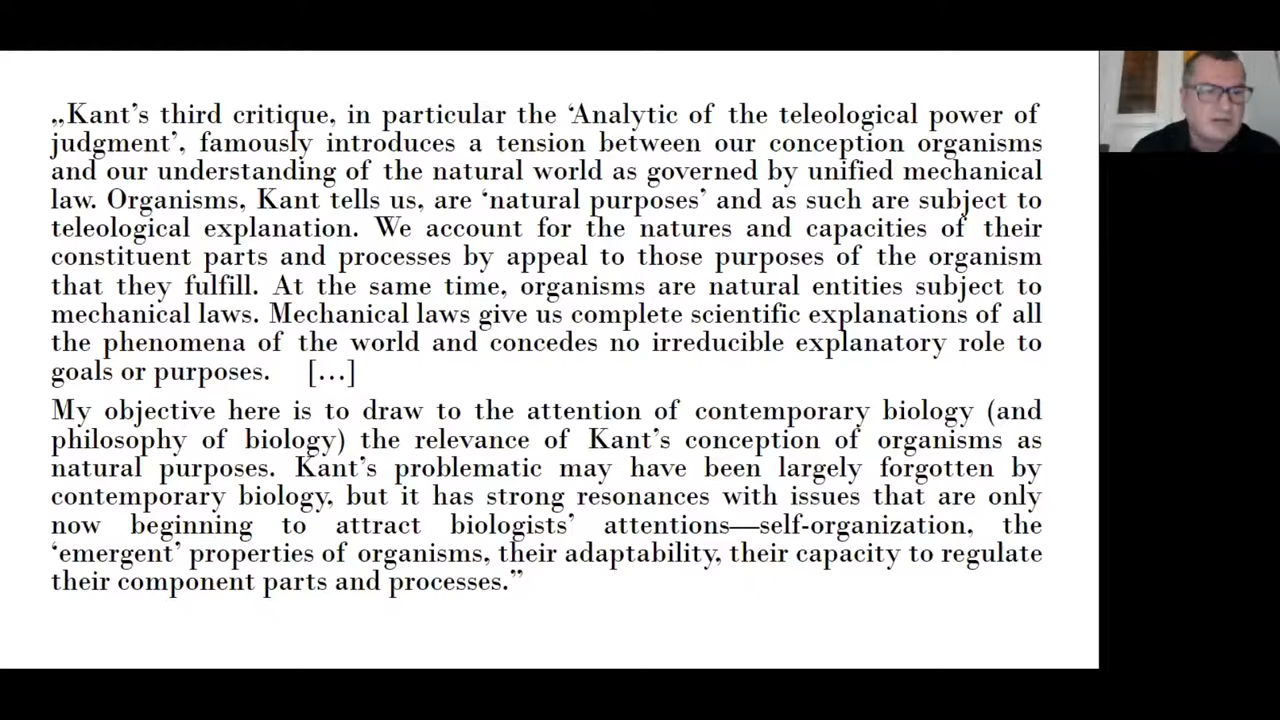 „Kant’s third critique, in particular the ‘Analytic of the teleological power of
judgment’, famously introduces a tension between our conception organisms
and our understanding of the natural world as governed by unified mechanical
law. Organisms, Kant tells us, are ‘natural purposes’ and as such are subject to
teleological explanation. We account for the natures and capacities of their
constituent parts and processes by appeal to those purposes of the organism
that they fulfill. At the same time, organisms are natural entities subject to
mechanical laws. Mechanical laws give us complete scientific explanations of all
the phenomena of the world and concedes no irreducible explanatory role to
goals or purposes. […]
My objective here is to draw to the attention of contemporary biology (and
philosophy of biology) the relevance of Kant’s conception of organisms as
natural purposes. Kant’s problematic may have been largely forgotten by
contemporary biology, but it has strong resonances with issues that are only
now beginning to attract biologists’ attentions—self-organization, the
‘emergent’ properties of organisms, their adaptability, their capacity to regulate
their component parts and processes.”